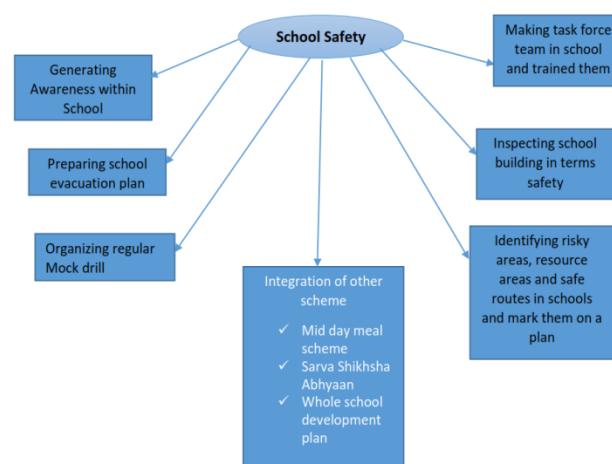 School Safety
Generating
Awareness within
School
Preparing school
evacuation plan
Organizing regular
Mock drill
Integration of other
scheme
✓ Mid day meal
scheme
✓ Sarva Shikhsha
Abhyaan
✓ Whole school
development
plan
Making task force
team in school
and trained them
Inspecting school
building in terms
safety
Identifying risky
areas, resource
areas and safe
routes in schools
and mark them on a
plan